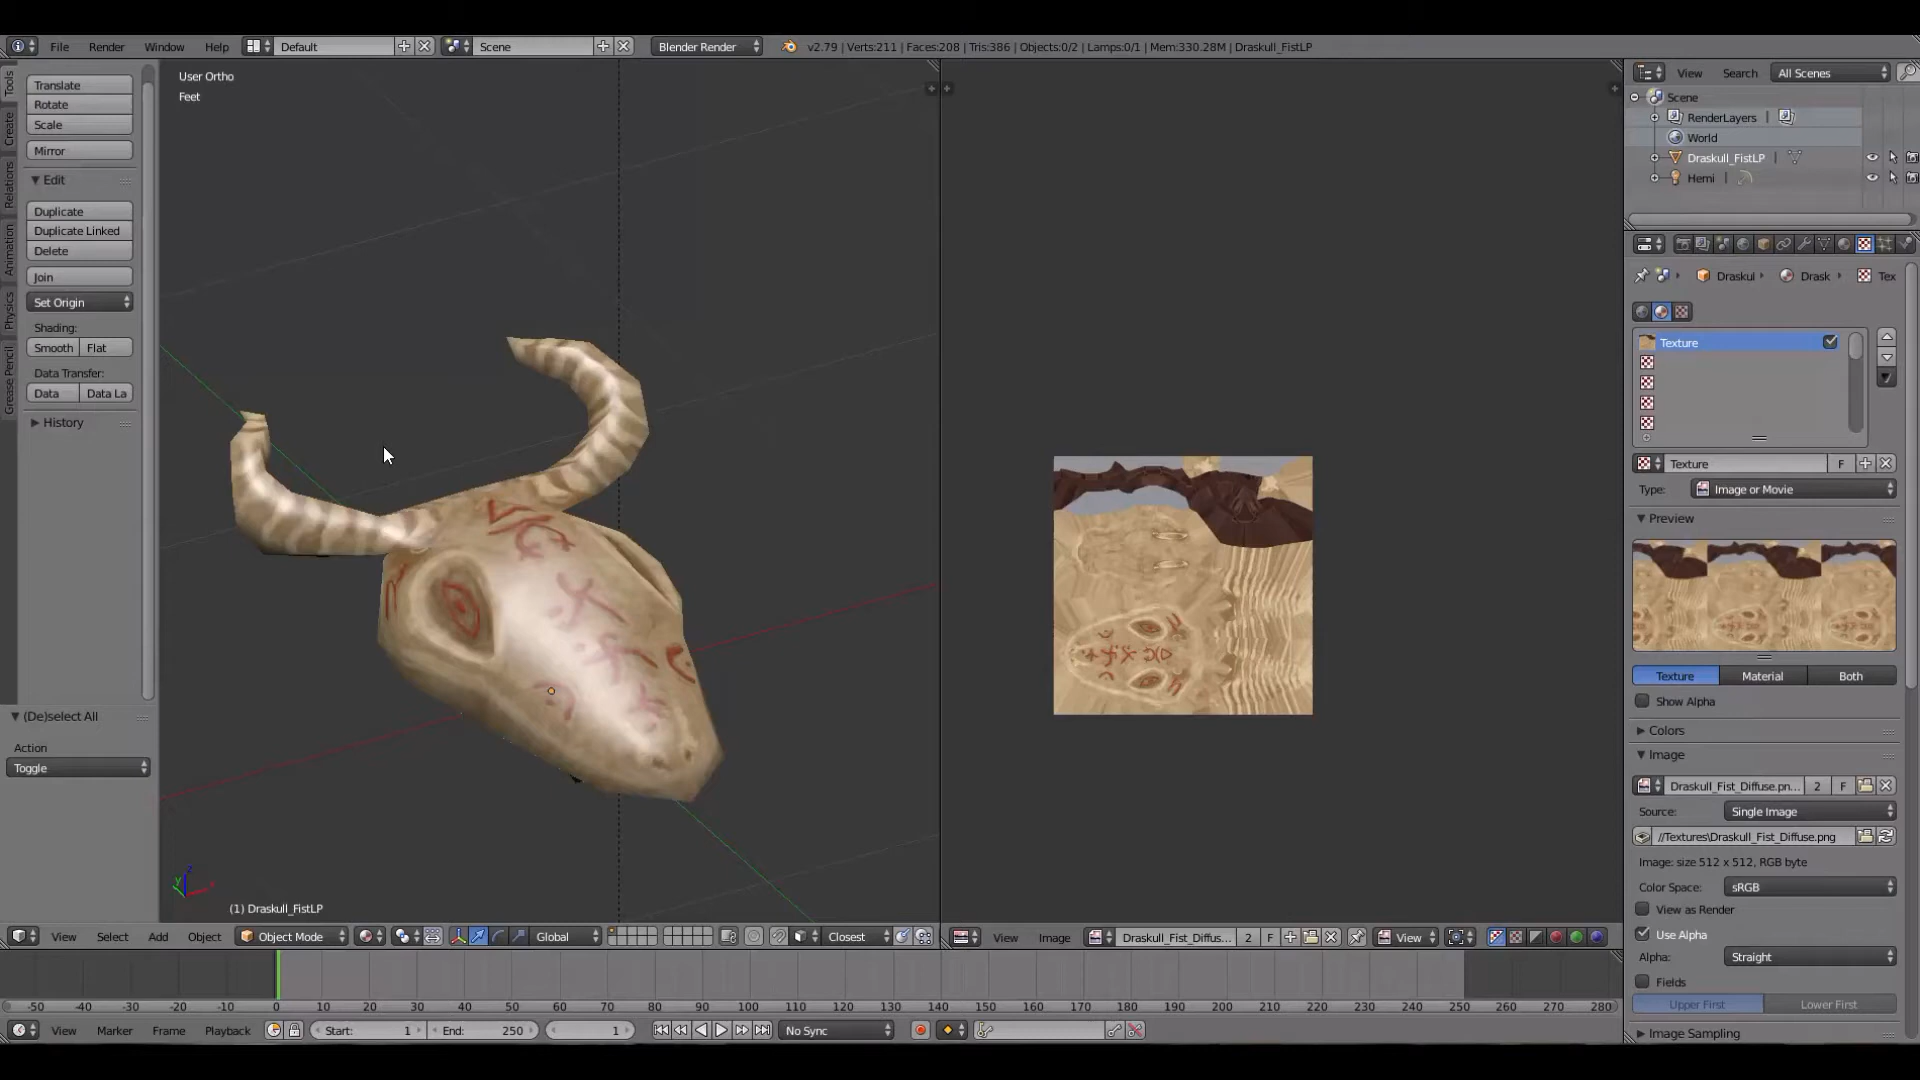 File Render Window Help Default Scene Blender Render v2.79 | Verts:211 | Faces:208 | Tris:386 | Objects:0/2 | Lamps:0/1 | Mem:330.28M | Draskull_FistLP
Tools
Create
Relations
Animation
Physics
Grease Pencil
Translate
Rotate
Scale
Mirror
Edit
Duplicate
Duplicate Linked
Delete
Join
Set Origin
Shading:
Smooth Flat
Data Transfer:
Data Data La
History
(De)select All
Action
Toggle
User Ortho
Feet
z
y
x
(1) Draskull_FistLP
View Select Add Object Object Mode Global Closest
View Image Draskull_Fist_Diffus... 2 F View
View Search All Scenes
Scene
RenderLayers |
World
Draskull_FistLP |
Hemi |
Draskul Drask Tex
Texture
Texture F
Type: Image or Movie
Preview
Texture Material Both
Show Alpha
Colors
Image
Draskull_Fist_Diffuse.pn... 2 F
Source: Single Image
//Textures\Draskull_Fist_Diffuse.png
Image: size 512 x 512, RGB byte
Color Space: sRGB
View as Render
Use Alpha
Alpha: Straight
Fields
Upper First Lower First
Image Sampling
-50 -40 -30 -20 -10 0 10 20 30 40 50 60 70 80 90 100 110 120 130 140 150 160 170 180 190 200 210 220 230 240 250 260 270 280
View Marker Frame Playback Start: 1 End: 250 1 No Sync